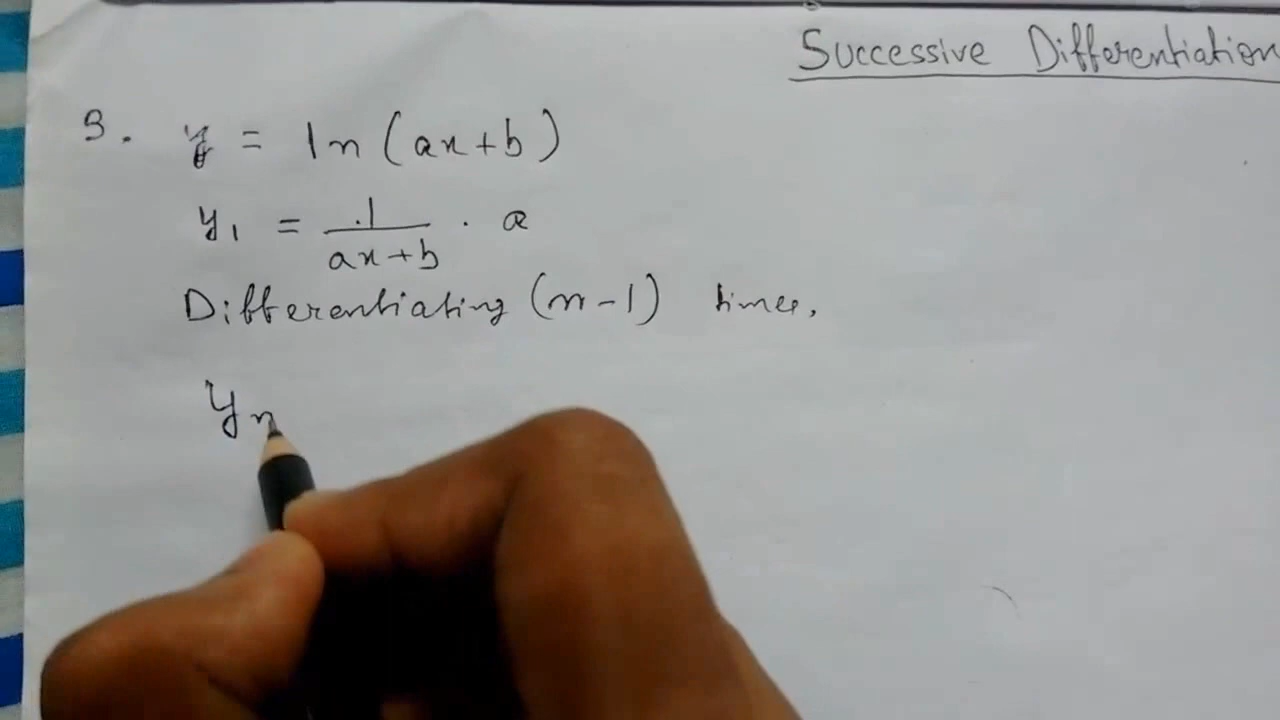 Successive Differentiation
3. y = ln (ax+b)
y₁ = 1/(ax+b) . a
Differentiating (n-1) times,
yn